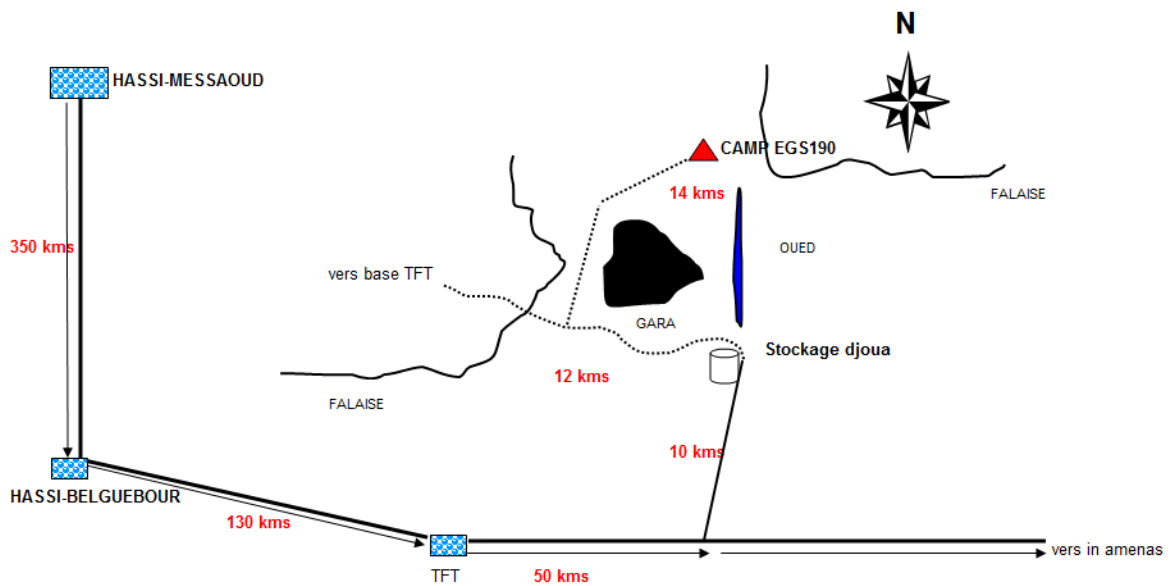 N
HASSI-MESSAOUD
CAMP EGS190
14 kms
FALAISE
350 kms
OUED
vers base TFT
GARA
Stockage djoua
12 kms
FALAISE
10 kms
HASSI-BELGUEBOUR
130 kms
vers in amenas
TFT
50 kms